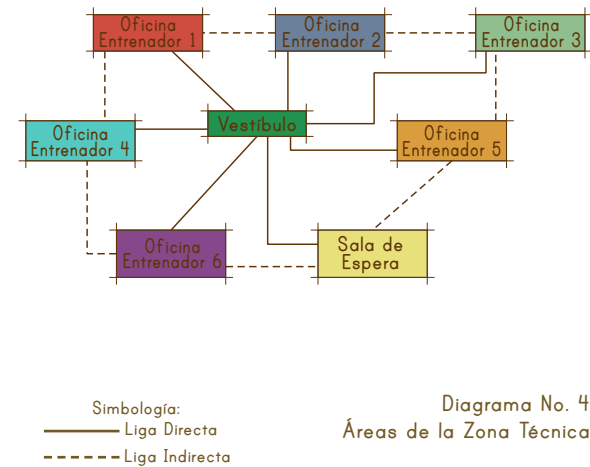 Oficina
Entrenador 1
Oficina
Entrenador 2
Oficina
Entrenador 3
Vestíbulo
Oficina
Entrenador 4
Oficina
Entrenador 5
Oficina
Entrenador 6
Sala de
Espera
Simbología:
Liga Directa
Liga Indirecta
Diagrama No. 4
Áreas de la Zona Técnica